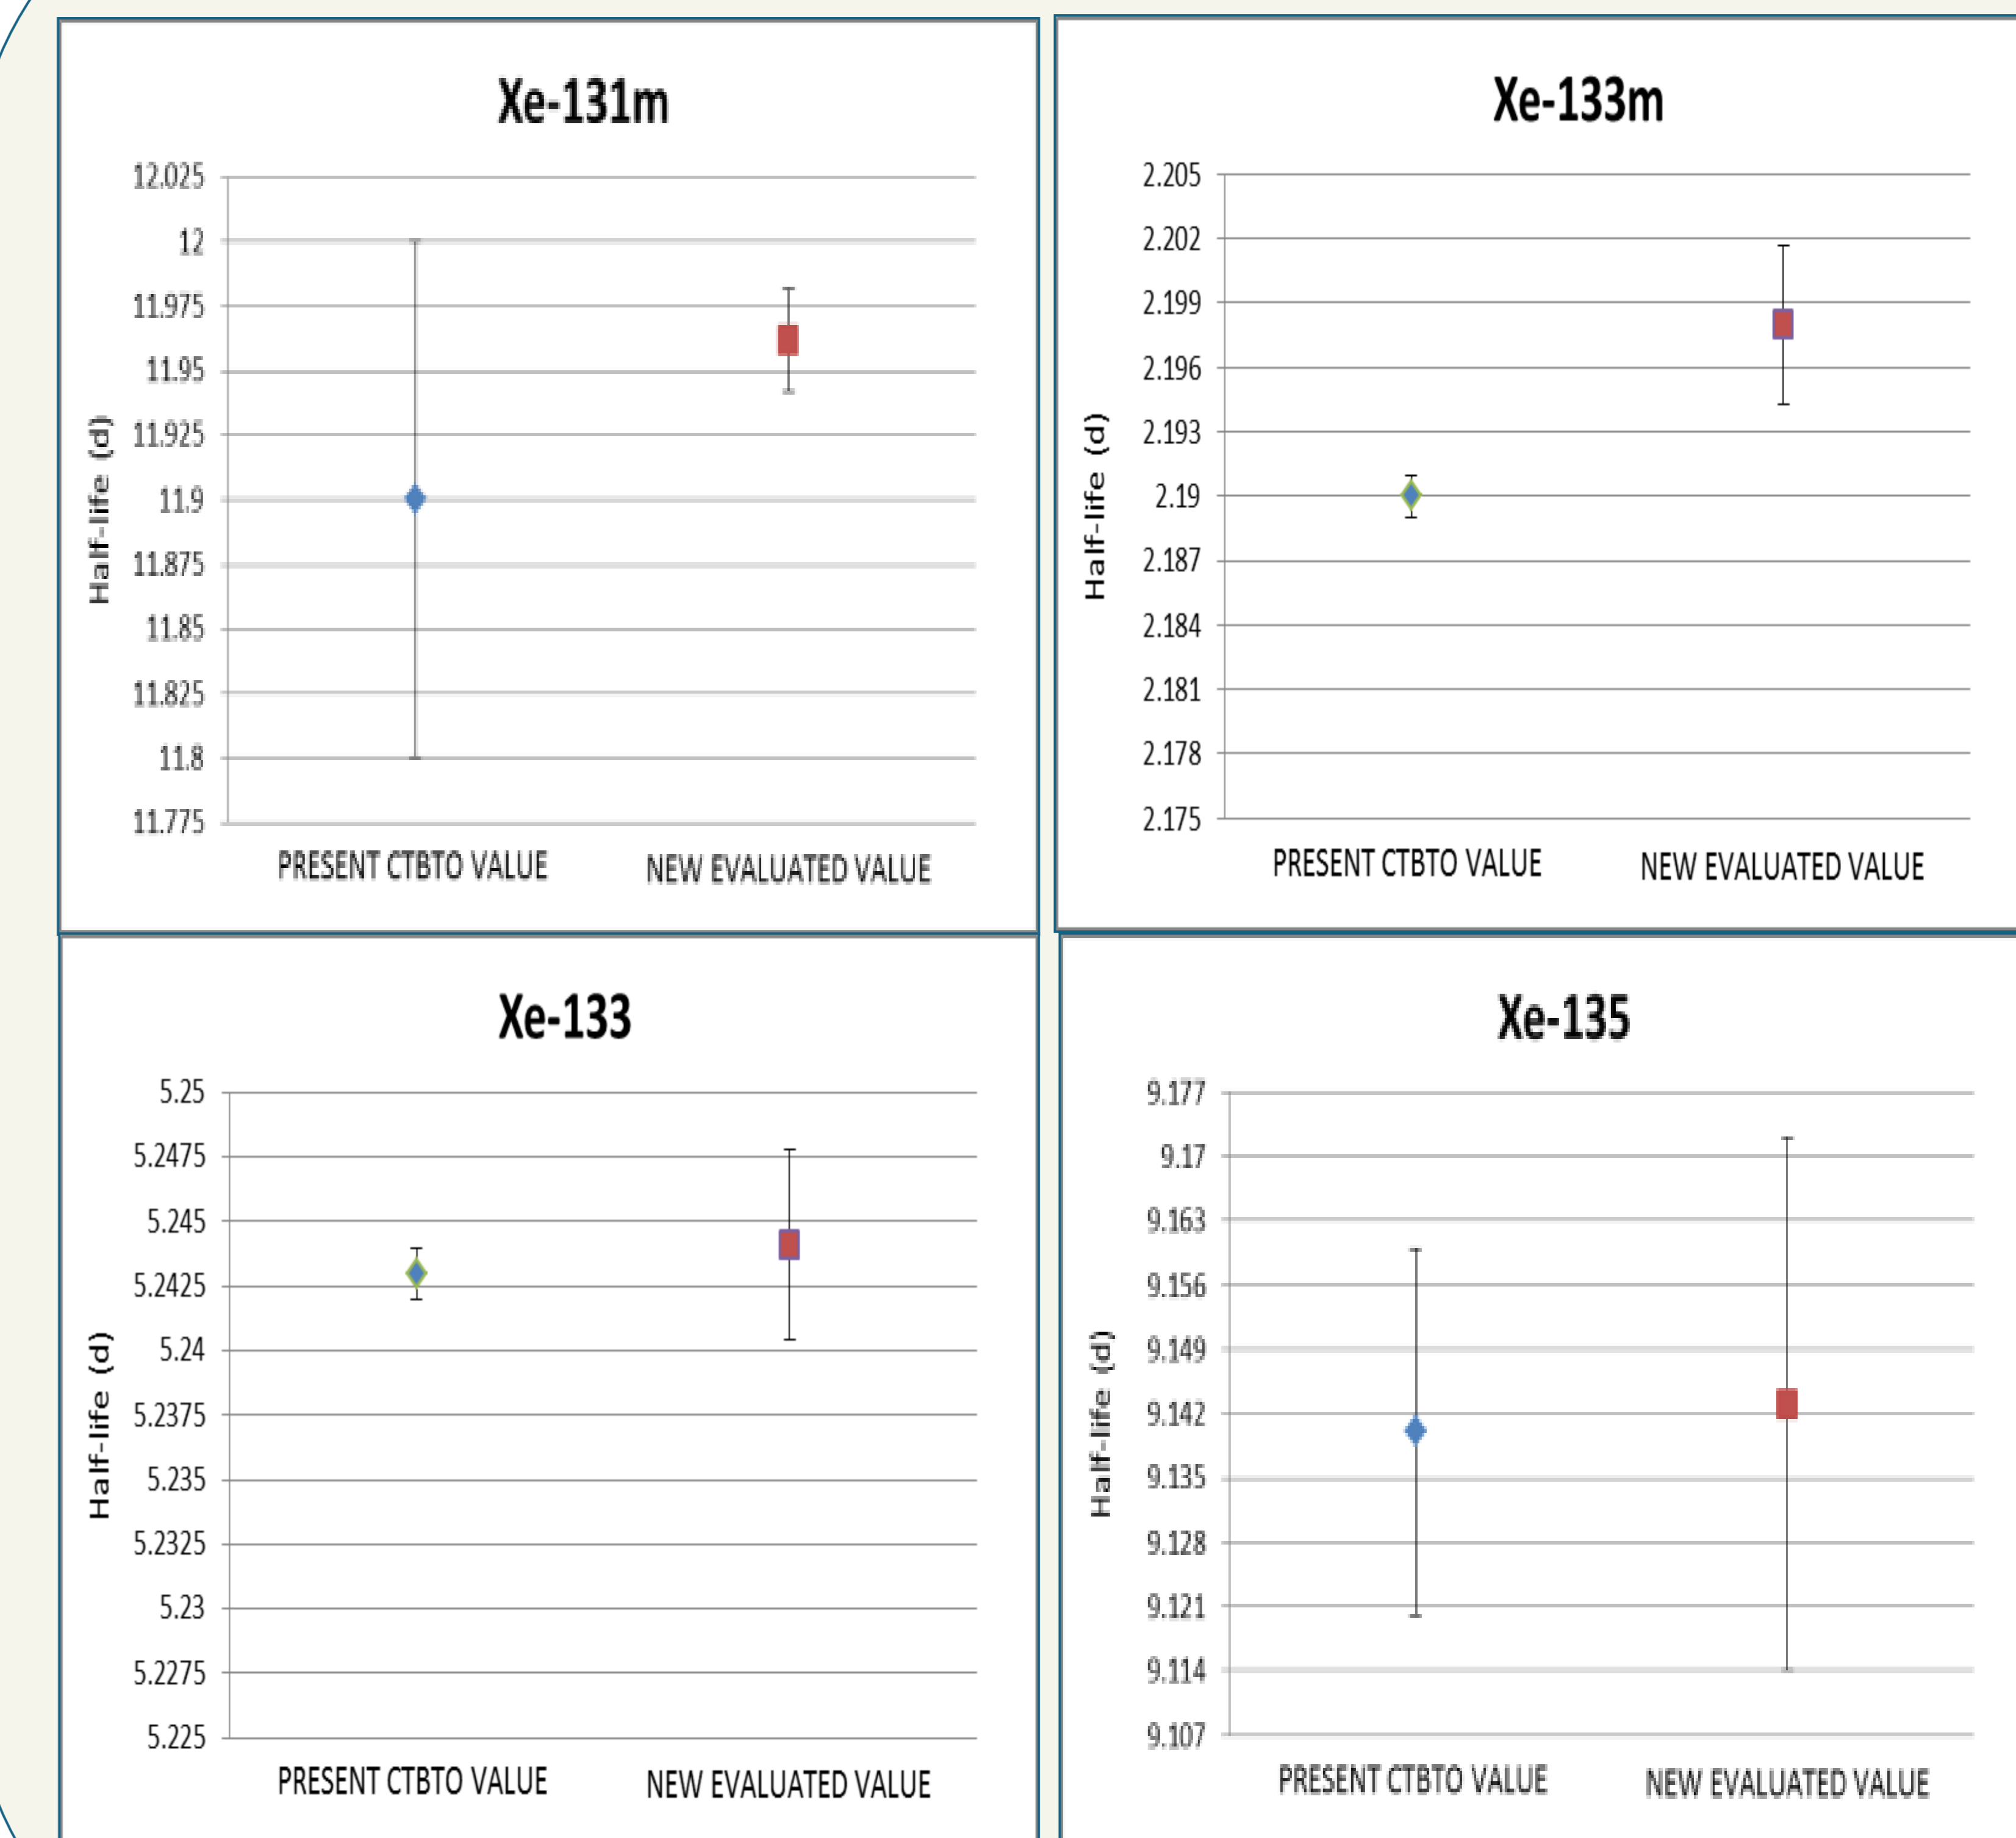 Xe-131m
12.025
12
11.975
11.95
11.925
11.9
11.875
11.85
11.825
11.8
11.775
Half-life (d)
PRESENT CTBTO VALUE
NEW EVALUATED VALUE
Xe-133m
2.205
2.202
2.199
2.196
2.193
2.19
2.187
2.184
2.181
2.178
2.175
Half-life (d)
PRESENT CTBTO VALUE
NEW EVALUATED VALUE
Xe-133
5.25
5.2475
5.245
5.2425
5.24
5.2375
5.235
5.2325
5.23
5.2275
5.225
Half-life (d)
PRESENT CTBTO VALUE
NEW EVALUATED VALUE
Xe-135
9.177
9.17
9.163
9.156
9.149
9.142
9.135
9.128
9.121
9.114
9.107
Half-life (d)
PRESENT CTBTO VALUE
NEW EVALUATED VALUE